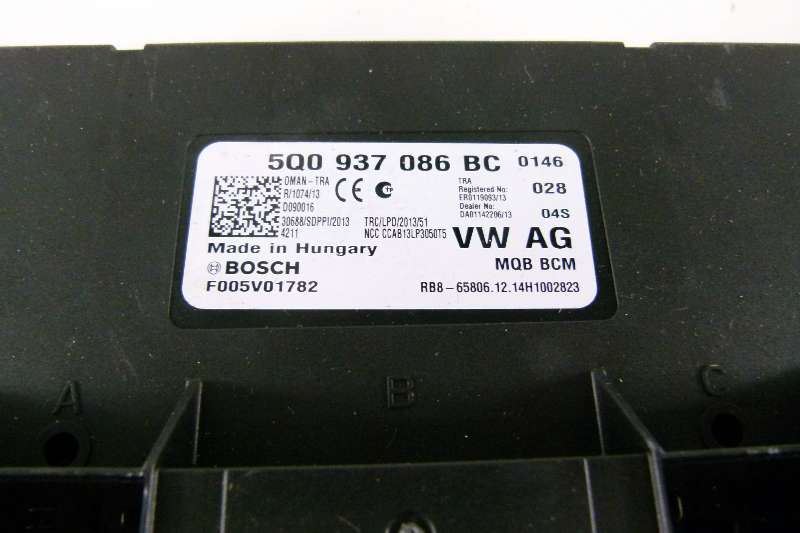 5Q0 937 086 BC 0146
OMAN-TRA
R/1074/13
D090016
30688/SDPPI/2013
4211
CE
TRC/LPD/2013/51
NCC CCAB13LP3050T5
TRA
Registered No:
ER0119093/13
Dealer No:
DA01142206/13
028
04S
Made in Hungary
VW AG
BOSCH
MQB BCM
F005V01782
RB8-65806.12.14H1002823
A
B
C